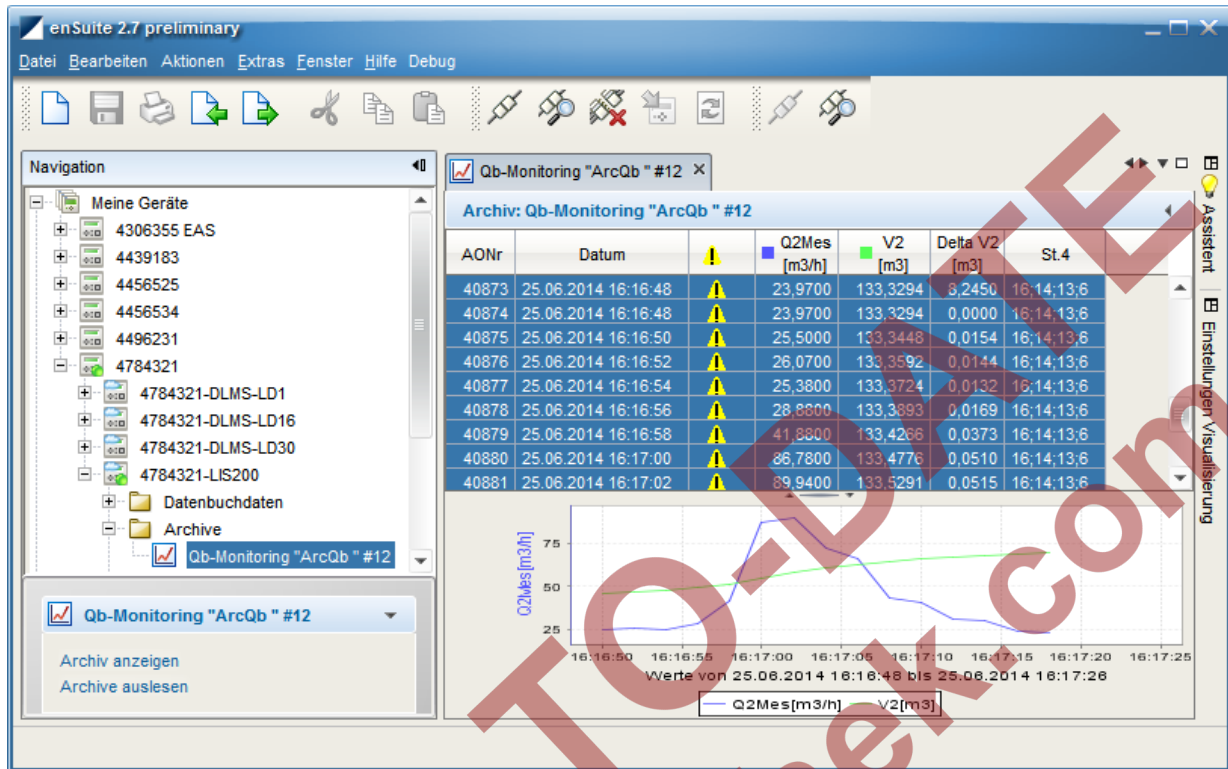 enSuite 2.7 preliminary
Datei Bearbeiten Aktionen Extras Fenster Hilfe Debug
Navigation
Meine Geräte
4306355 EAS
4439183
4456525
4456534
4496231
4784321
4784321-DLMS-LD1
4784321-DLMS-LD16
4784321-DLMS-LD30
4784321-LIS200
Datenbuchdaten
Archive
Qb-Monitoring "ArcQb " #12
Qb-Monitoring "ArcQb " #12
Archiv anzeigen
Archive auslesen
Qb-Monitoring "ArcQb " #12
Archiv: Qb-Monitoring "ArcQb " #12
AONr Datum Q2Mes [m3/h] V2 [m3] Delta V2 [m3] St.4
40873 25.06.2014 16:16:48 23,9700 133,3294 8,2450 16;14;13;6
40874 25.06.2014 16:16:48 23,9700 133,3294 0,0000 16;14;13;6
40875 25.06.2014 16:16:50 25,5000 133,3448 0,0154 16;14;13;6
40876 25.06.2014 16:16:52 26,0700 133,3592 0,0144 16;14;13;6
40877 25.06.2014 16:16:54 25,3800 133,3724 0,0132 16;14;13;6
40878 25.06.2014 16:16:56 28,8800 133,3893 0,0169 16;14;13;6
40879 25.06.2014 16:16:58 41,8800 133,4266 0,0373 16;14;13;6
40880 25.06.2014 16:17:00 86,7800 133,4776 0,0510 16;14;13;6
40881 25.06.2014 16:17:02 89,9400 133,5291 0,0515 16;14;13;6
Q2Mes[m3/h]
75
50
25
16:16:50 16:16:55 16:17:00 16:17:05 16:17:10 16:17:15 16:17:20 16:17:25
Werte von 25.06.2014 16:16:48 bis 25.06.2014 16:17:26
Q2Mes[m3/h] V2[m3]
Assistent
Einstellungen Visualisierung
TO-DATE
ek.com